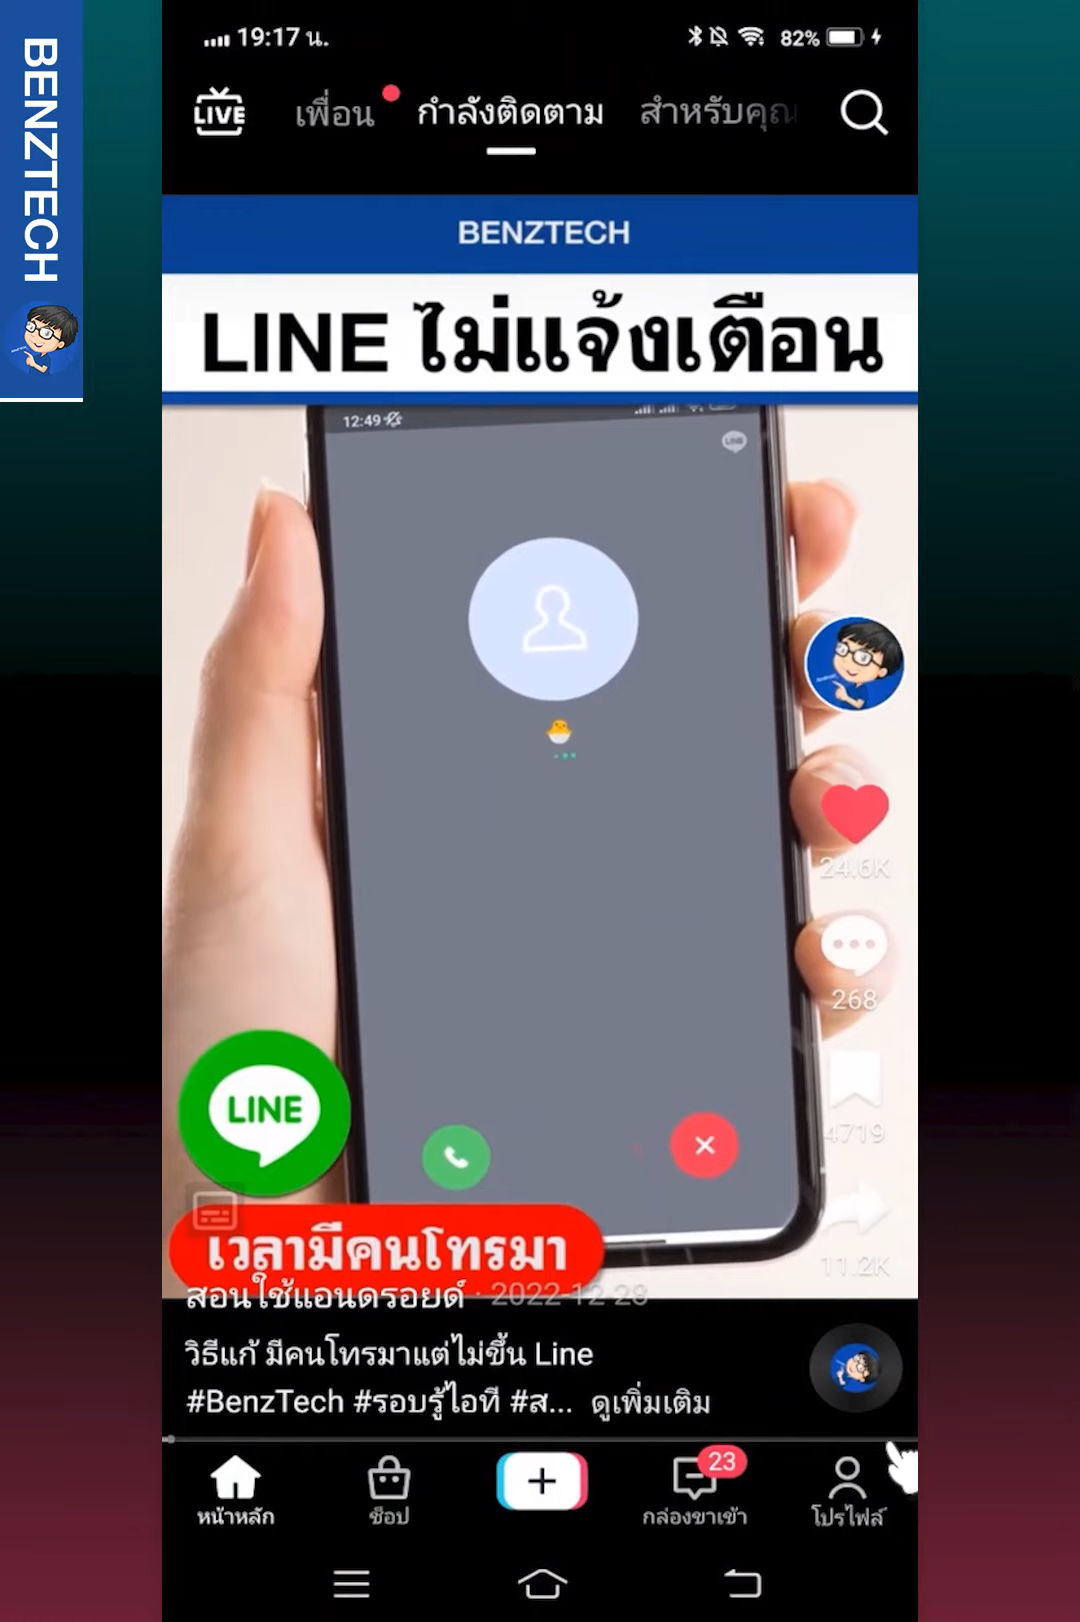 BENZTECH
19:17 น.
82%
LIVE
เพื่อน
กำลังติดตาม
สำหรับคุณ
BENZTECH
LINE ไม่แจ้งเตือน
12:49
LINE
24.6K
268
4719
11.2K
LINE
เวลามีคนโทรมา
สอนใช้แอนดรอยด์ · 2022-12-28
วิธีแก้ มีคนโทรมาแต่ไม่ขึ้น Line
#BenzTech #รอบรู้ไอที #ส... ดูเพิ่มเติม
23
หน้าหลัก
ช็อป
กล่องขาเข้า
โปรไฟล์